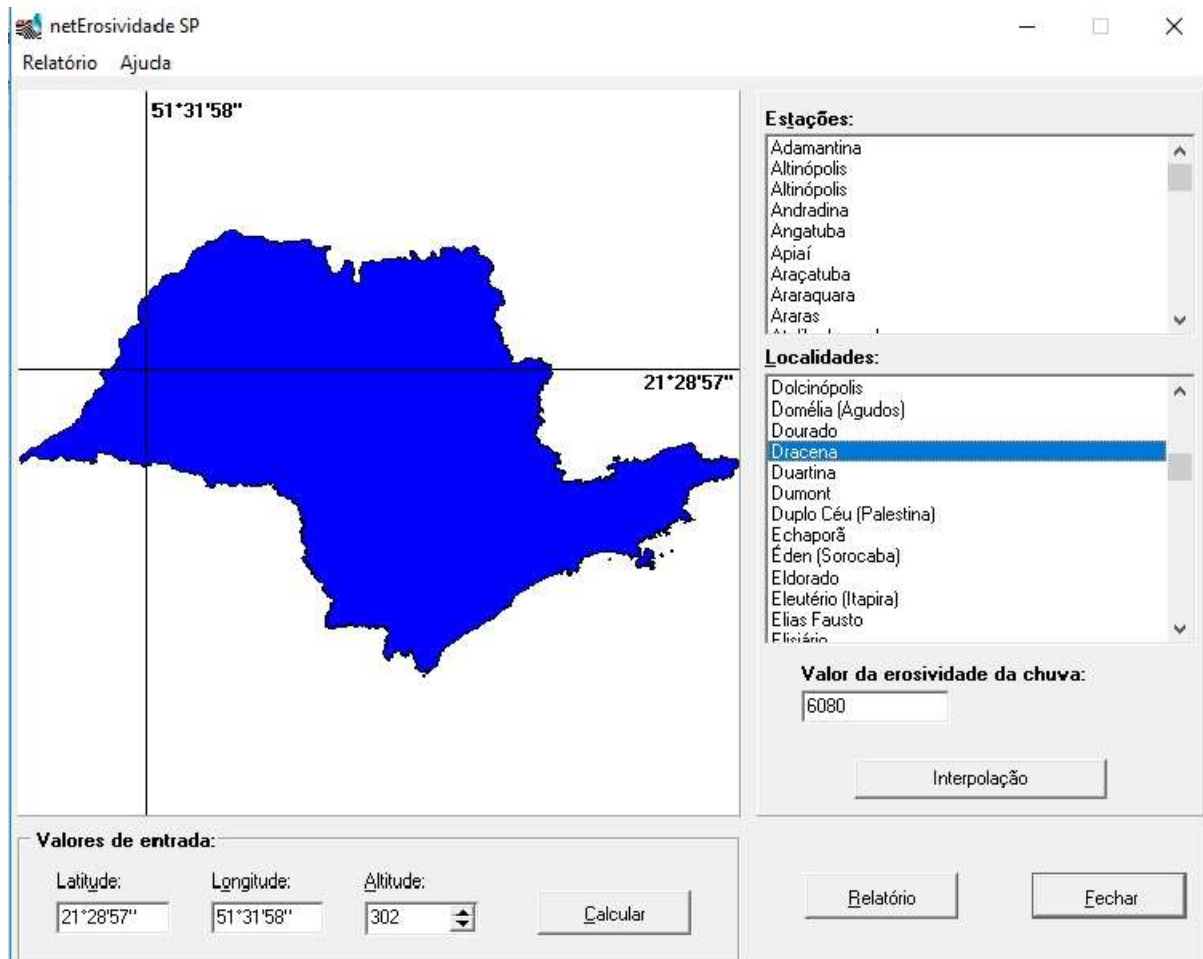 netErosividade SP
Relatório Ajuda
51°31'58"
21°28'57"
Estações:
Adamantina
Altinópolis
Altinópolis
Andradina
Angatuba
Apiaí
Araçatuba
Araraquara
Araras
Localidades:
Dolcinópolis
Domélia (Agudos)
Dourado
Dracena
Duartina
Dumont
Duplo Céu (Palestina)
Echaporã
Éden (Sorocaba)
Eldorado
Eleutério (Itapira)
Elias Fausto
Elisiário
Valor da erosividade da chuva:
6080
Interpolação
Valores de entrada:
Latitude: Longitude: Altitude:
21°28'57" 51°31'58" 302 Calcular
Relatório Fechar